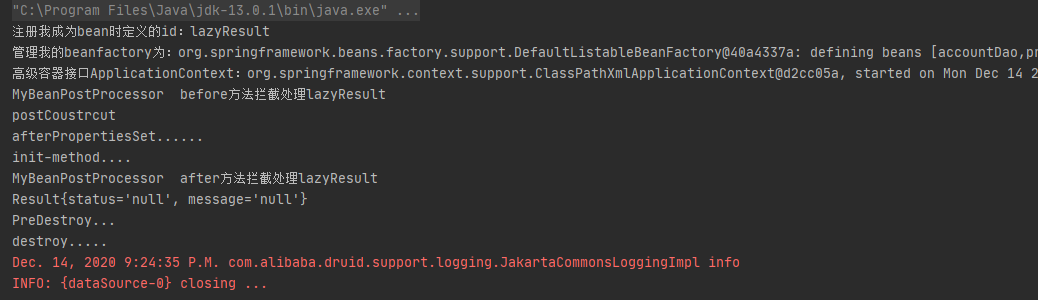 "C:\Program Files\Java\jdk-13.0.1\bin\java.exe" ...
注册我成为bean时定义的id：lazyResult
管理我的beanfactory为：org.springframework.beans.factory.support.DefaultListableBeanFactory@40a4337a: defining beans [accountDao,pr
高级容器接口ApplicationContext：org.springframework.context.support.ClassPathXmlApplicationContext@d2cc05a, started on Mon Dec 14 2
MyBeanPostProcessor  before方法拦截处理lazyResult
postCoustrcut
afterPropertiesSet......
init-method....
MyBeanPostProcessor  after方法拦截处理lazyResult
Result{status='null', message='null'}
PreDestroy...
destroy.....
Dec. 14, 2020 9:24:35 P.M. com.alibaba.druid.support.logging.JakartaCommonsLoggingImpl info
INFO: {dataSource-0} closing ...